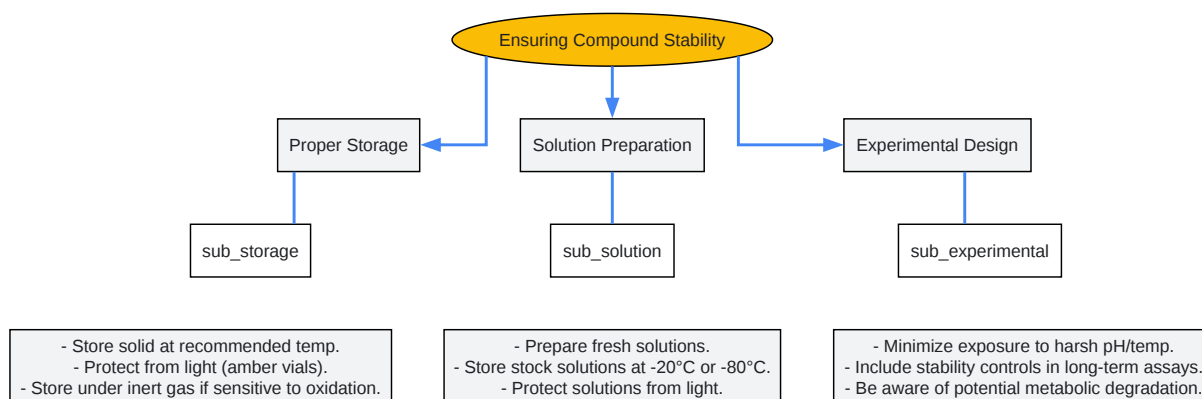 Ensuring Compound Stability
Proper Storage
Solution Preparation
Experimental Design
sub_storage
sub_solution
sub_experimental
- Store solid at recommended temp.
- Protect from light (amber vials).
- Store under inert gas if sensitive to oxidation.
- Prepare fresh solutions.
- Store stock solutions at -20°C or -80°C.
- Protect solutions from light.
- Minimize exposure to harsh pH/temp.
- Include stability controls in long-term assays.
- Be aware of potential metabolic degradation.